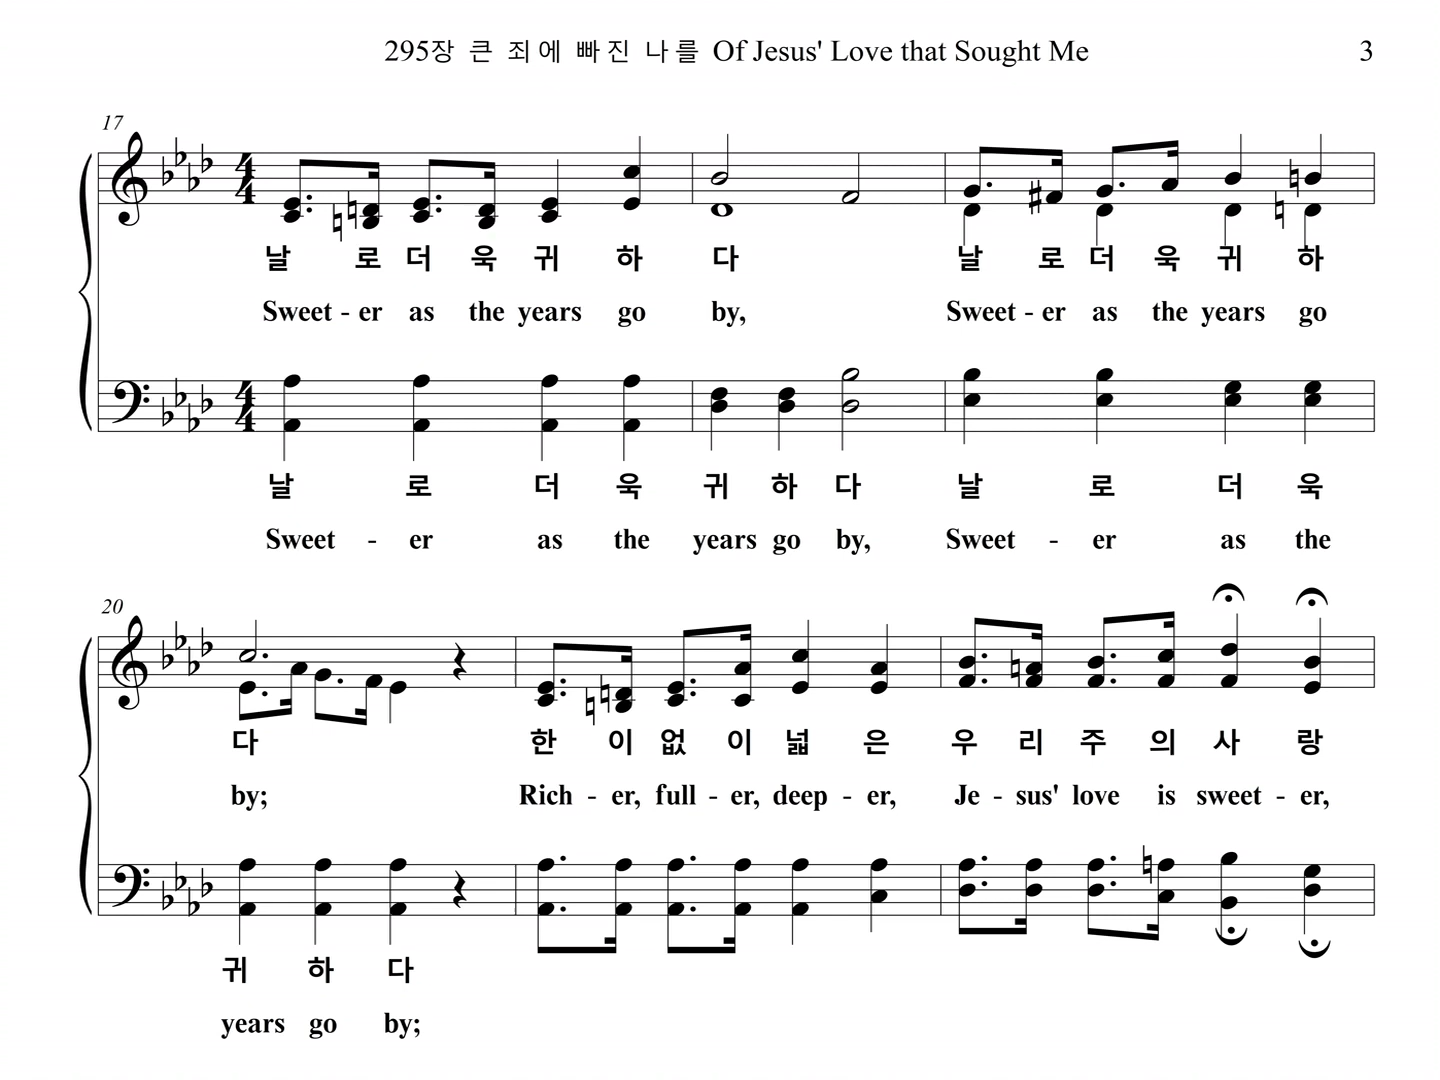 295장 큰 죄에 빠진 나를 Of Jesus' Love that Sought Me 3
17
날 로 더 욱 귀 하 다 날 로 더 욱 귀 하
Sweet - er as the years go by, Sweet - er as the years go
날 로 더 욱 귀 하 다 날 로 더 욱
Sweet - er as the years go by, Sweet - er as the
20
다 한 이 없 이 넓 은 우 리 주 의 사 랑
by; Rich - er, full - er, deep - er, Je - sus' love is sweet - er,
귀 하 다
years go by;